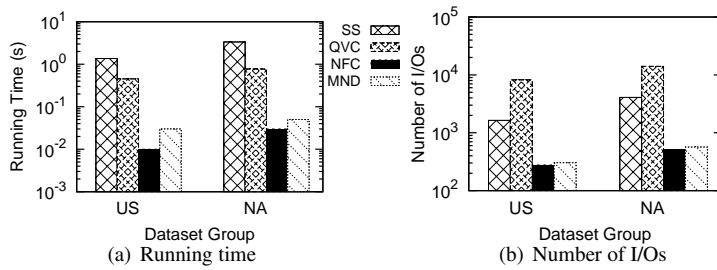 10^1
10^0
10^-1
10^-2
10^-3
Running Time (s)
US
NA
Dataset Group
(a) Running time
SS
QVC
NFC
MND
10^5
10^4
10^3
10^2
Number of I/Os
US
NA
Dataset Group
(b) Number of I/Os